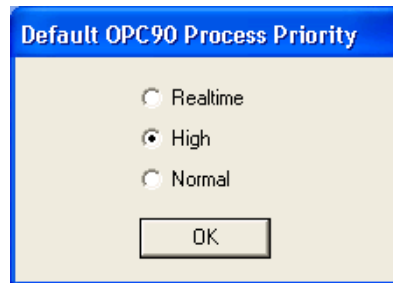 Default OPC90 Process Priority
Realtime
High
Normal
OK